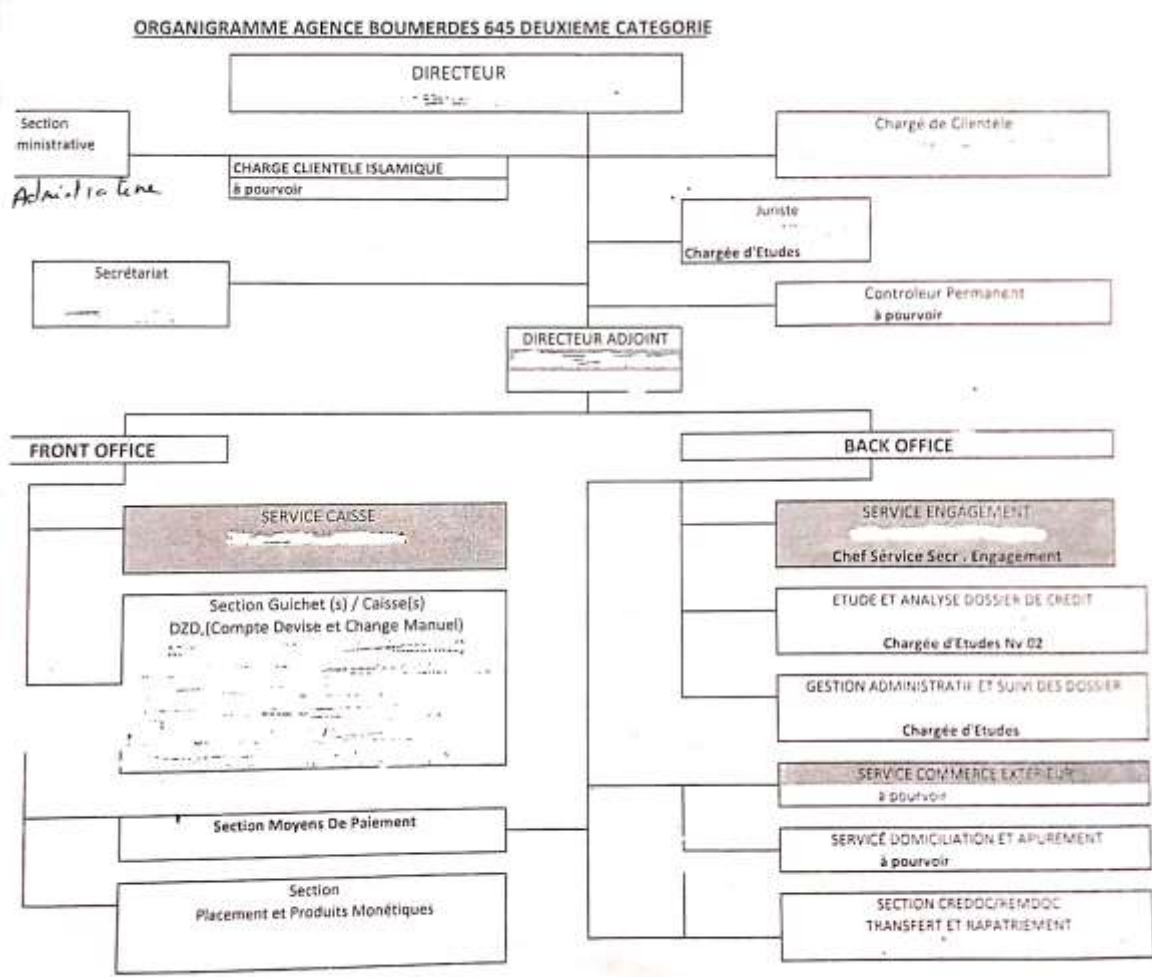 ORGANIGRAMME AGENCE BOUMERDES 645 DEUXIEME CATEGORIE
DIRECTEUR
Section
ministrative
Chargé de Clientèle
CHARGE CLIENTELE ISLAMIQUE
à pourvoir
Juriste
Chargée d'Etudes
Secrétariat
Controleur Permanent
à pourvoir
DIRECTEUR ADJOINT
FRONT OFFICE
BACK OFFICE
SERVICE CAISSE
SERVICE ENGAGEMENT
Chef Service Secr . Engagement
Section Guichet (s) / Caisse(s)
DZD,(Compte Devise et Change Manuel)
ETUDE ET ANALYSE DOSSIER DE CREDIT
Chargée d'Etudes Nv 02
GESTION ADMINISTRATIF ET SUIVI DES DOSSIER
Chargée d'Etudes
SERVICE COMMERCE EXTERIEUR
à pourvoir
Section Moyens De Paiement
SERVICE DOMICILIATION ET APUREMENT
à pourvoir
Section
Placement et Produits Monétiques
SECTION CREDOC/REMDOC
TRANSFERT ET RAPATRIEMENT